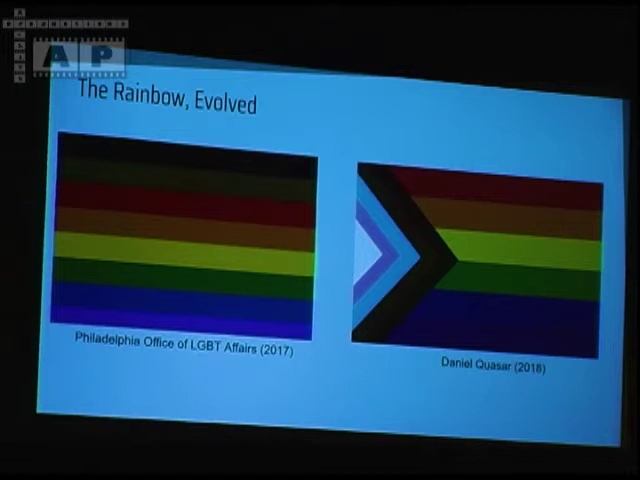 AP
The Rainbow, Evolved
Philadelphia Office of LGBT Affairs (2017)
Daniel Quasar (2018)